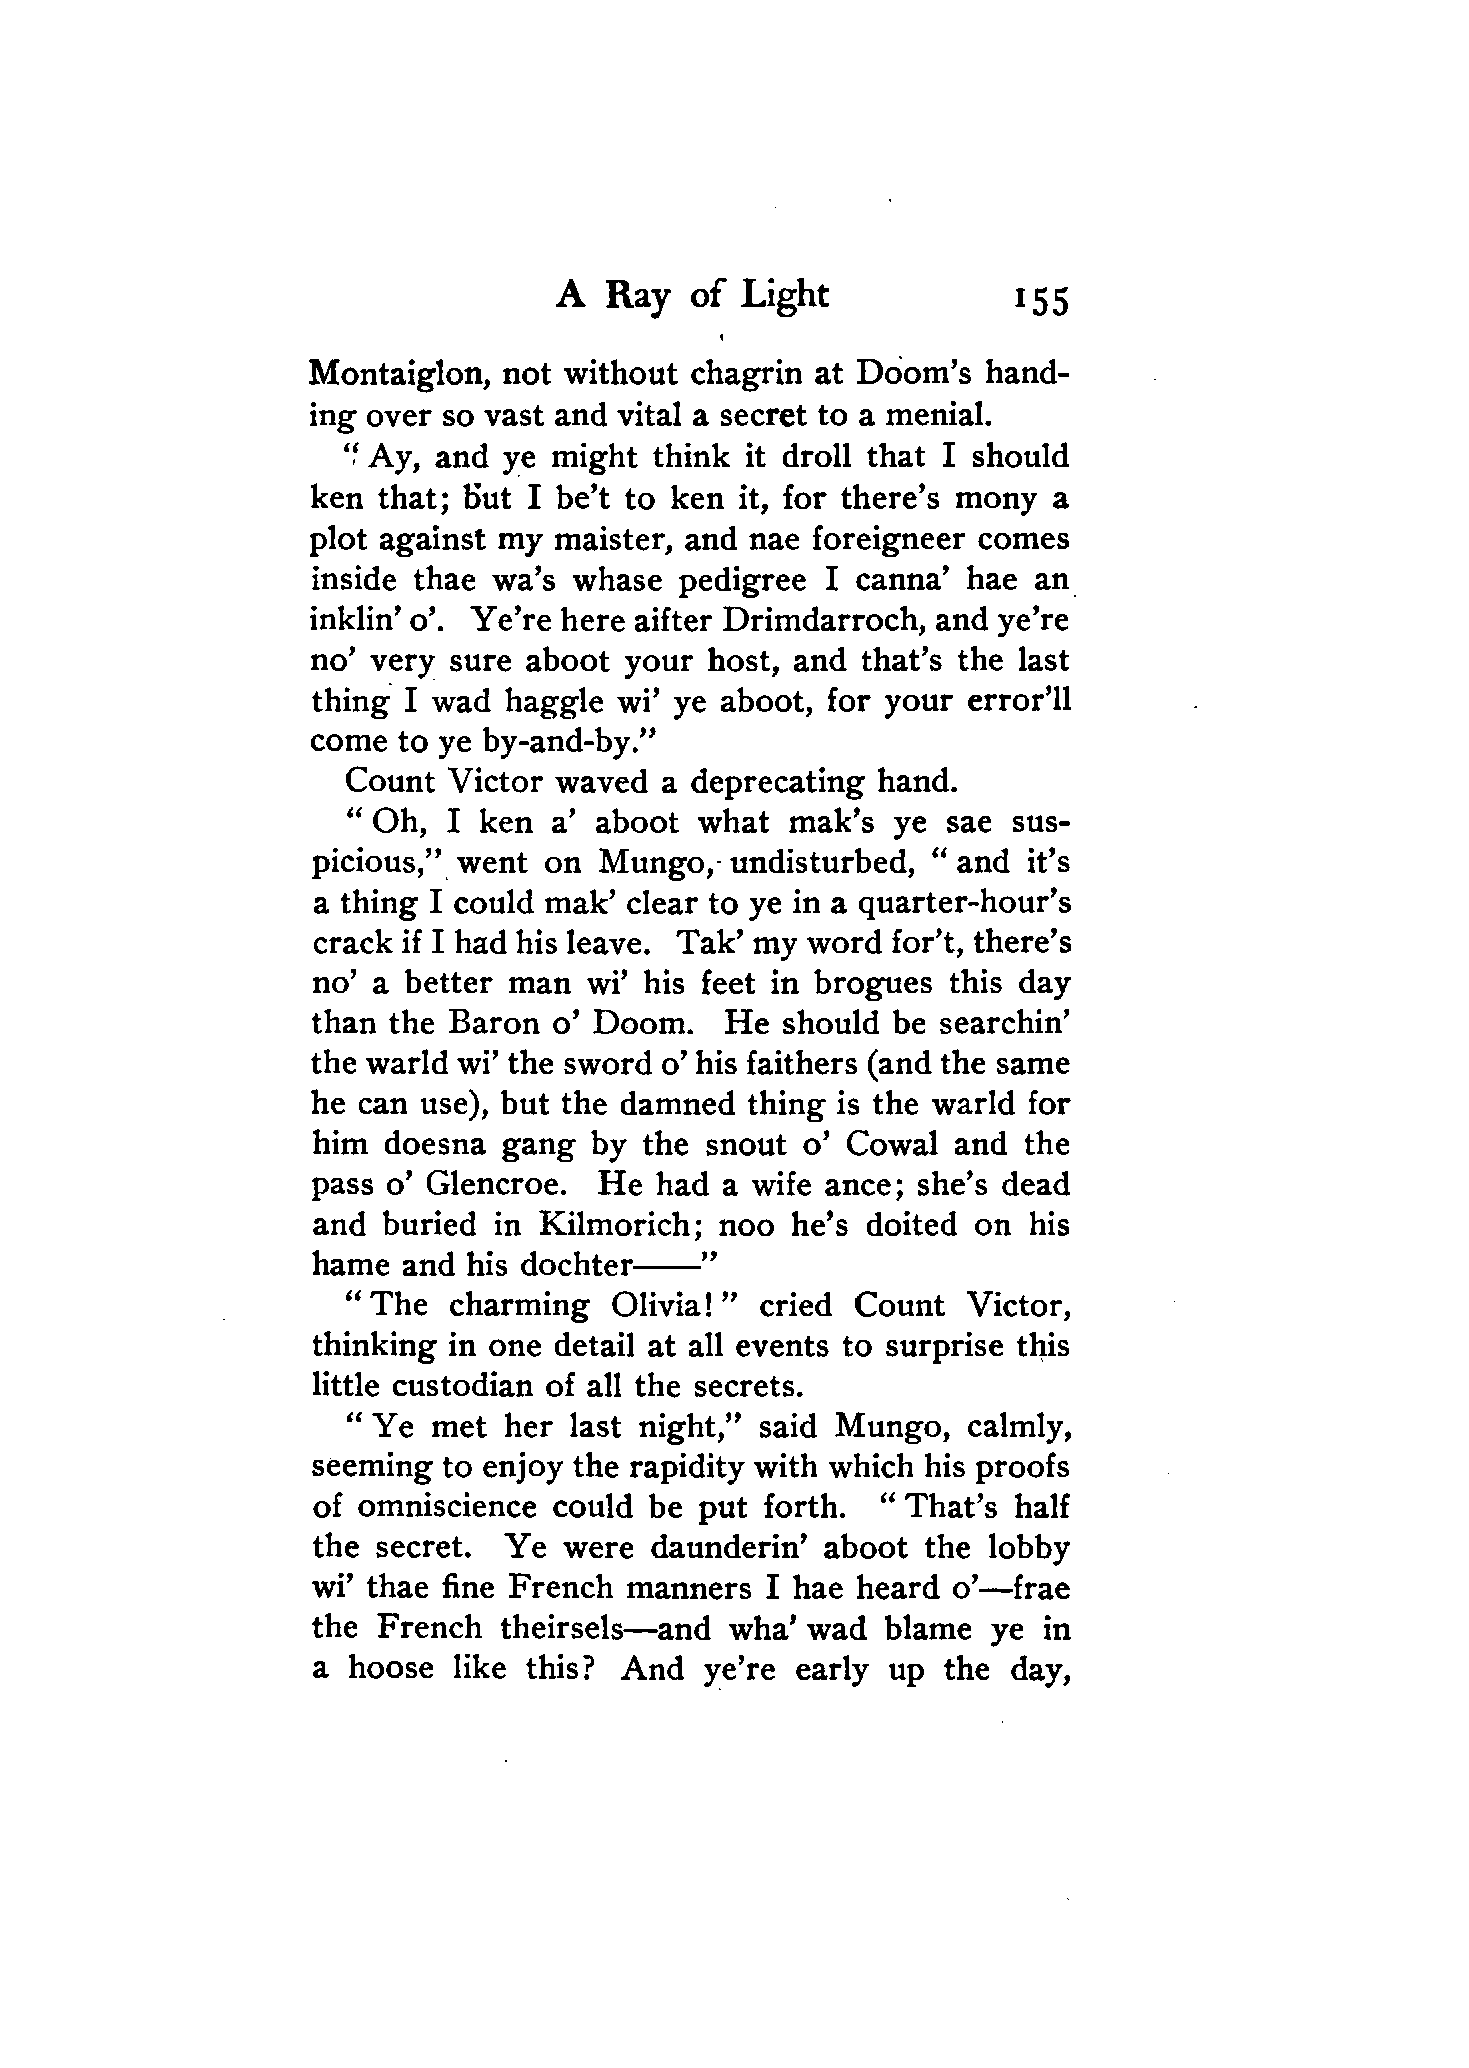 A Ray of Light 155
Montaiglon, not without chagrin at Doom's hand-
ing over so vast and vital a secret to a menial.
"Ay, and ye might think it droll that I should
ken that; but I be't to ken it, for there's mony a
plot against my maister, and nae foreigneer comes
inside thae wa's whase pedigree I canna' hae an
inklin' o'. Ye're here aifter Drimdarroch, and ye're
no' very sure aboot your host, and that's the last
thing I wad haggle wi' ye aboot, for your error'll
come to ye by-and-by."
Count Victor waved a deprecating hand.
"Oh, I ken a' aboot what mak's ye sae sus-
picious," went on Mungo, undisturbed, "and it's
a thing I could mak' clear to ye in a quarter-hour's
crack if I had his leave. Tak' my word for't, there's
no' a better man wi' his feet in brogues this day
than the Baron o' Doom. He should be searchin'
the warld wi' the sword o' his faithers (and the same
he can use), but the damned thing is the warld for
him doesna gang by the snout o' Cowal and the
pass o' Glencroe. He had a wife ance; she's dead
and buried in Kilmorich; noo he's doited on his
hame and his dochter——"
"The charming Olivia!" cried Count Victor,
thinking in one detail at all events to surprise this
little custodian of all the secrets.
"Ye met her last night," said Mungo, calmly,
seeming to enjoy the rapidity with which his proofs
of omniscience could be put forth. "That's half
the secret. Ye were daunderin' aboot the lobby
wi' thae fine French manners I hae heard o'—frae
the French theirsels—and wha' wad blame ye in
a hoose like this? And ye're early up the day,